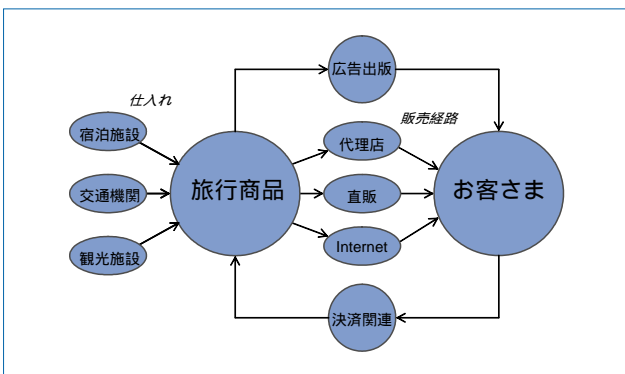 広告出版
仕入れ
販売経路
宿泊施設
代理店
交通機関
旅行商品
直販
お客さま
観光施設
Internet
決済関連